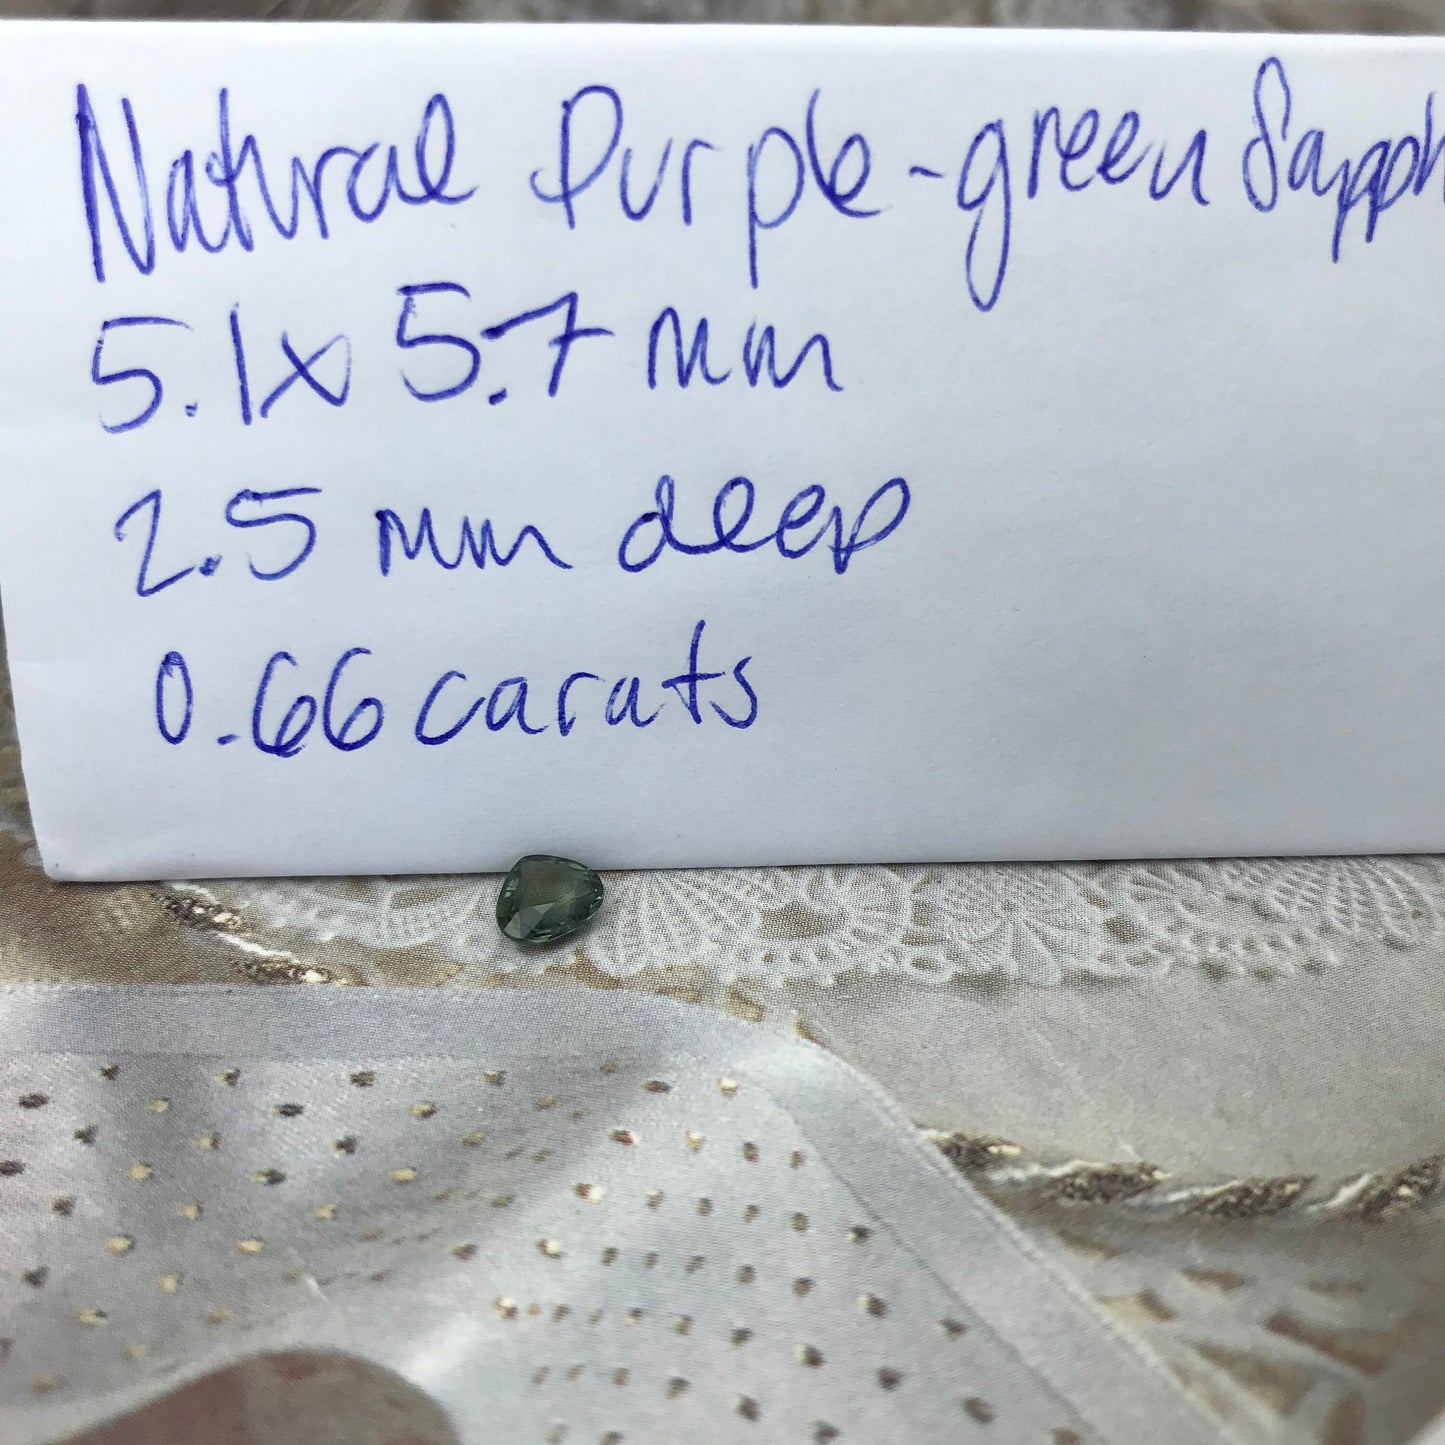 Natural Purple-green Sapph
5.1x5.7 mm
2.5 mm deep
0.66 carats